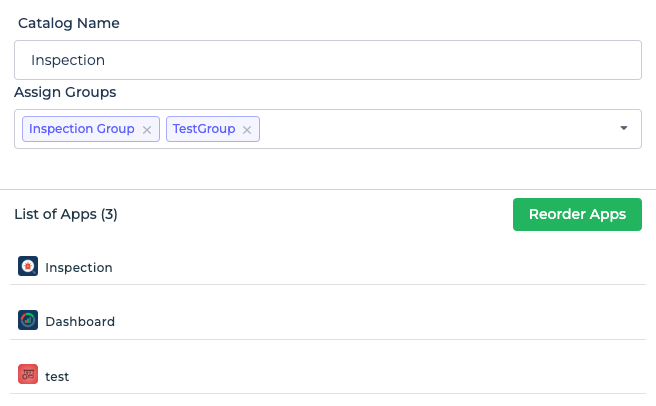 Catalog Name
Inspection
Assign Groups
Inspection Group × TestGroup ×
List of Apps (3) Reorder Apps
Inspection
Dashboard
test